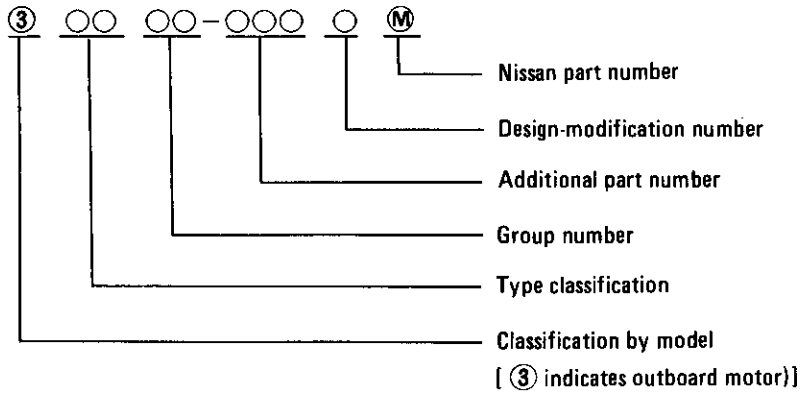 ③ ○○ ○○-○○○ ○ Ⓜ
Nissan part number
Design-modification number
Additional part number
Group number
Type classification
Classification by model
[ ③ indicates outboard motor)]